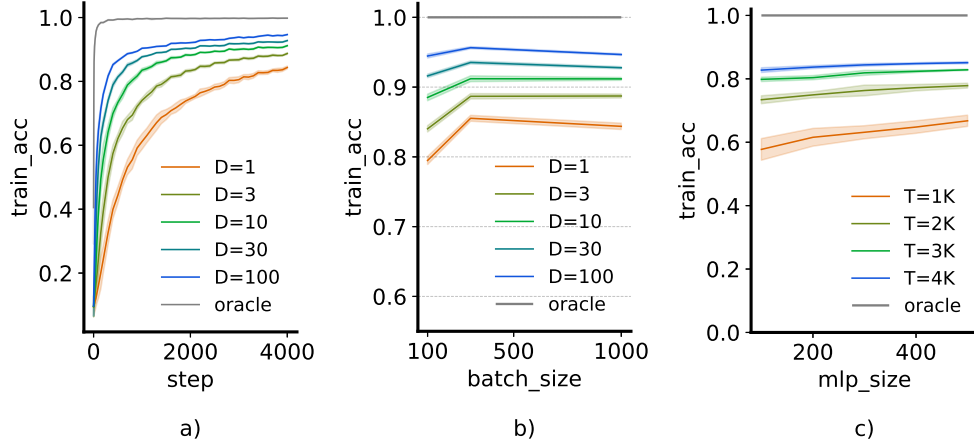 train_acc
1.0
0.8
0.6
0.4
0.2
0
2000
4000
step
D=1
D=3
D=10
D=30
D=100
oracle
a)
train_acc
1.0
0.9
0.8
0.7
0.6
100
500
1000
batch_size
D=1
D=3
D=10
D=30
D=100
oracle
b)
train_acc
1.0
0.8
0.6
0.4
0.2
0.0
200
400
mlp_size
T=1K
T=2K
T=3K
T=4K
oracle
c)